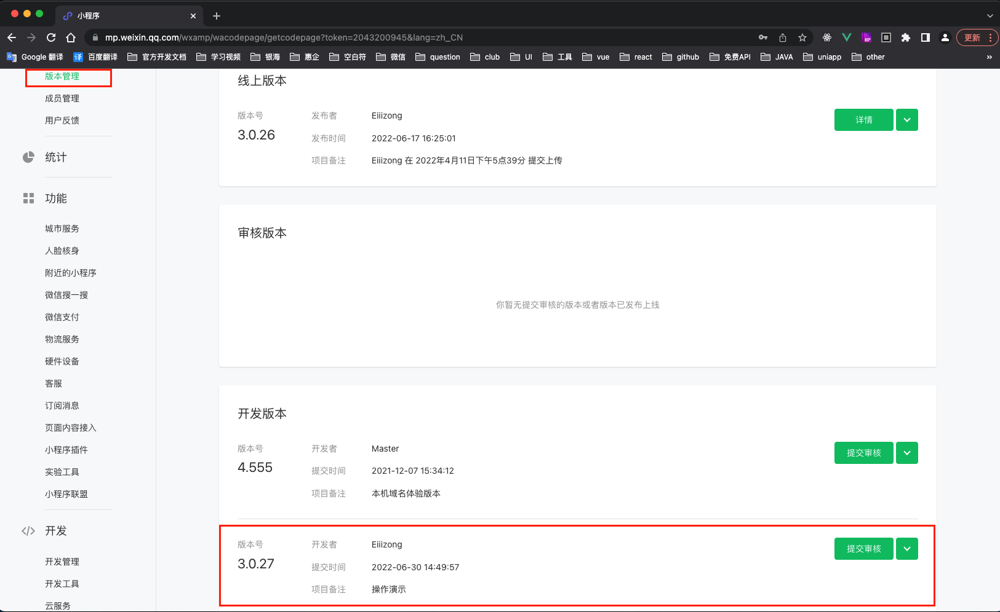 小程序
mp.weixin.qq.com/wxamp/wacodepage/getcodepage?token=2043200945&lang=zh_CN
更新
Google 翻译
译 百度翻译
官方开发文档
学习视频
银海
惠企
空白符
微信
question
club
UI
工具
vue
react
github
免费API
JAVA
uniapp
other
»
版本管理
成员管理
用户反馈
统计
功能
城市服务
人脸核身
附近的小程序
微信搜一搜
微信支付
物流服务
硬件设备
客服
订阅消息
页面内容接入
小程序插件
实验工具
小程序联盟
开发
开发管理
开发工具
云服务
线上版本
版本号
3.0.26
发布者 Eiiizong
发布时间 2022-06-17 16:25:01
项目备注 Eiiizong 在 2022年4月11日下午5点39分 提交上传
详情
审核版本
你暂无提交审核的版本或者版本已发布上线
开发版本
版本号
4.555
开发者 Master
提交时间 2021-12-07 15:34:12
项目备注 本机域名体验版本
提交审核
版本号
3.0.27
开发者 Eiiizong
提交时间 2022-06-30 14:49:57
项目备注 操作演示
提交审核